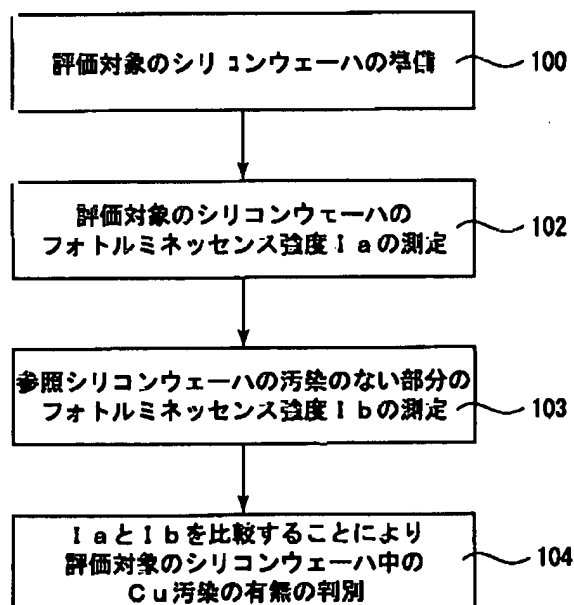 評価対象のシリコンウェーハの準備
100
評価対象のシリコンウェーハの
フォトルミネッセンス強度Iaの測定
102
参照シリコンウェーハの汚染のない部分の
フォトルミネッセンス強度Ibの測定
103
IaとIbを比較することにより
評価対象のシリコンウェーハ中の
Cu汚染の有無の判別
104